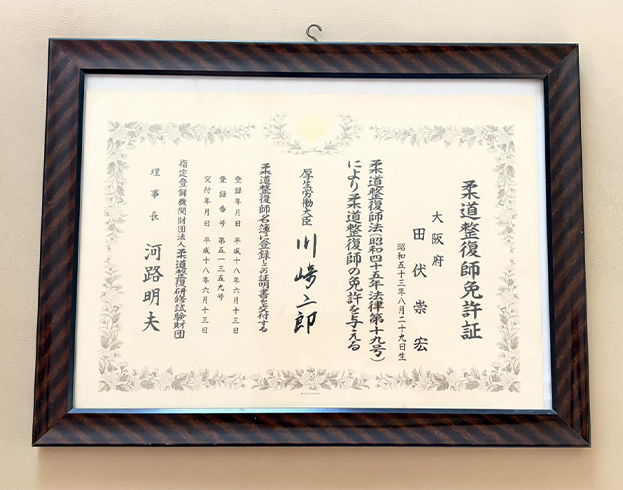 柔道整復師免許証
大阪府
田伏崇宏
昭和五十三年八月二十九日生
柔道整復師法（昭和四十五年法律第十九号）
により柔道整復師の免許を与える
厚生労働大臣 川崎二郎
柔道整復師名簿に登録しこの証明書を交付する
登録年月日 平成十八年六月十三日
登録番号 第五一三五九号
交付年月日 平成十八年六月十三日
指定登録機関財団法人柔道整復研修試験財団
理事長 河路明夫